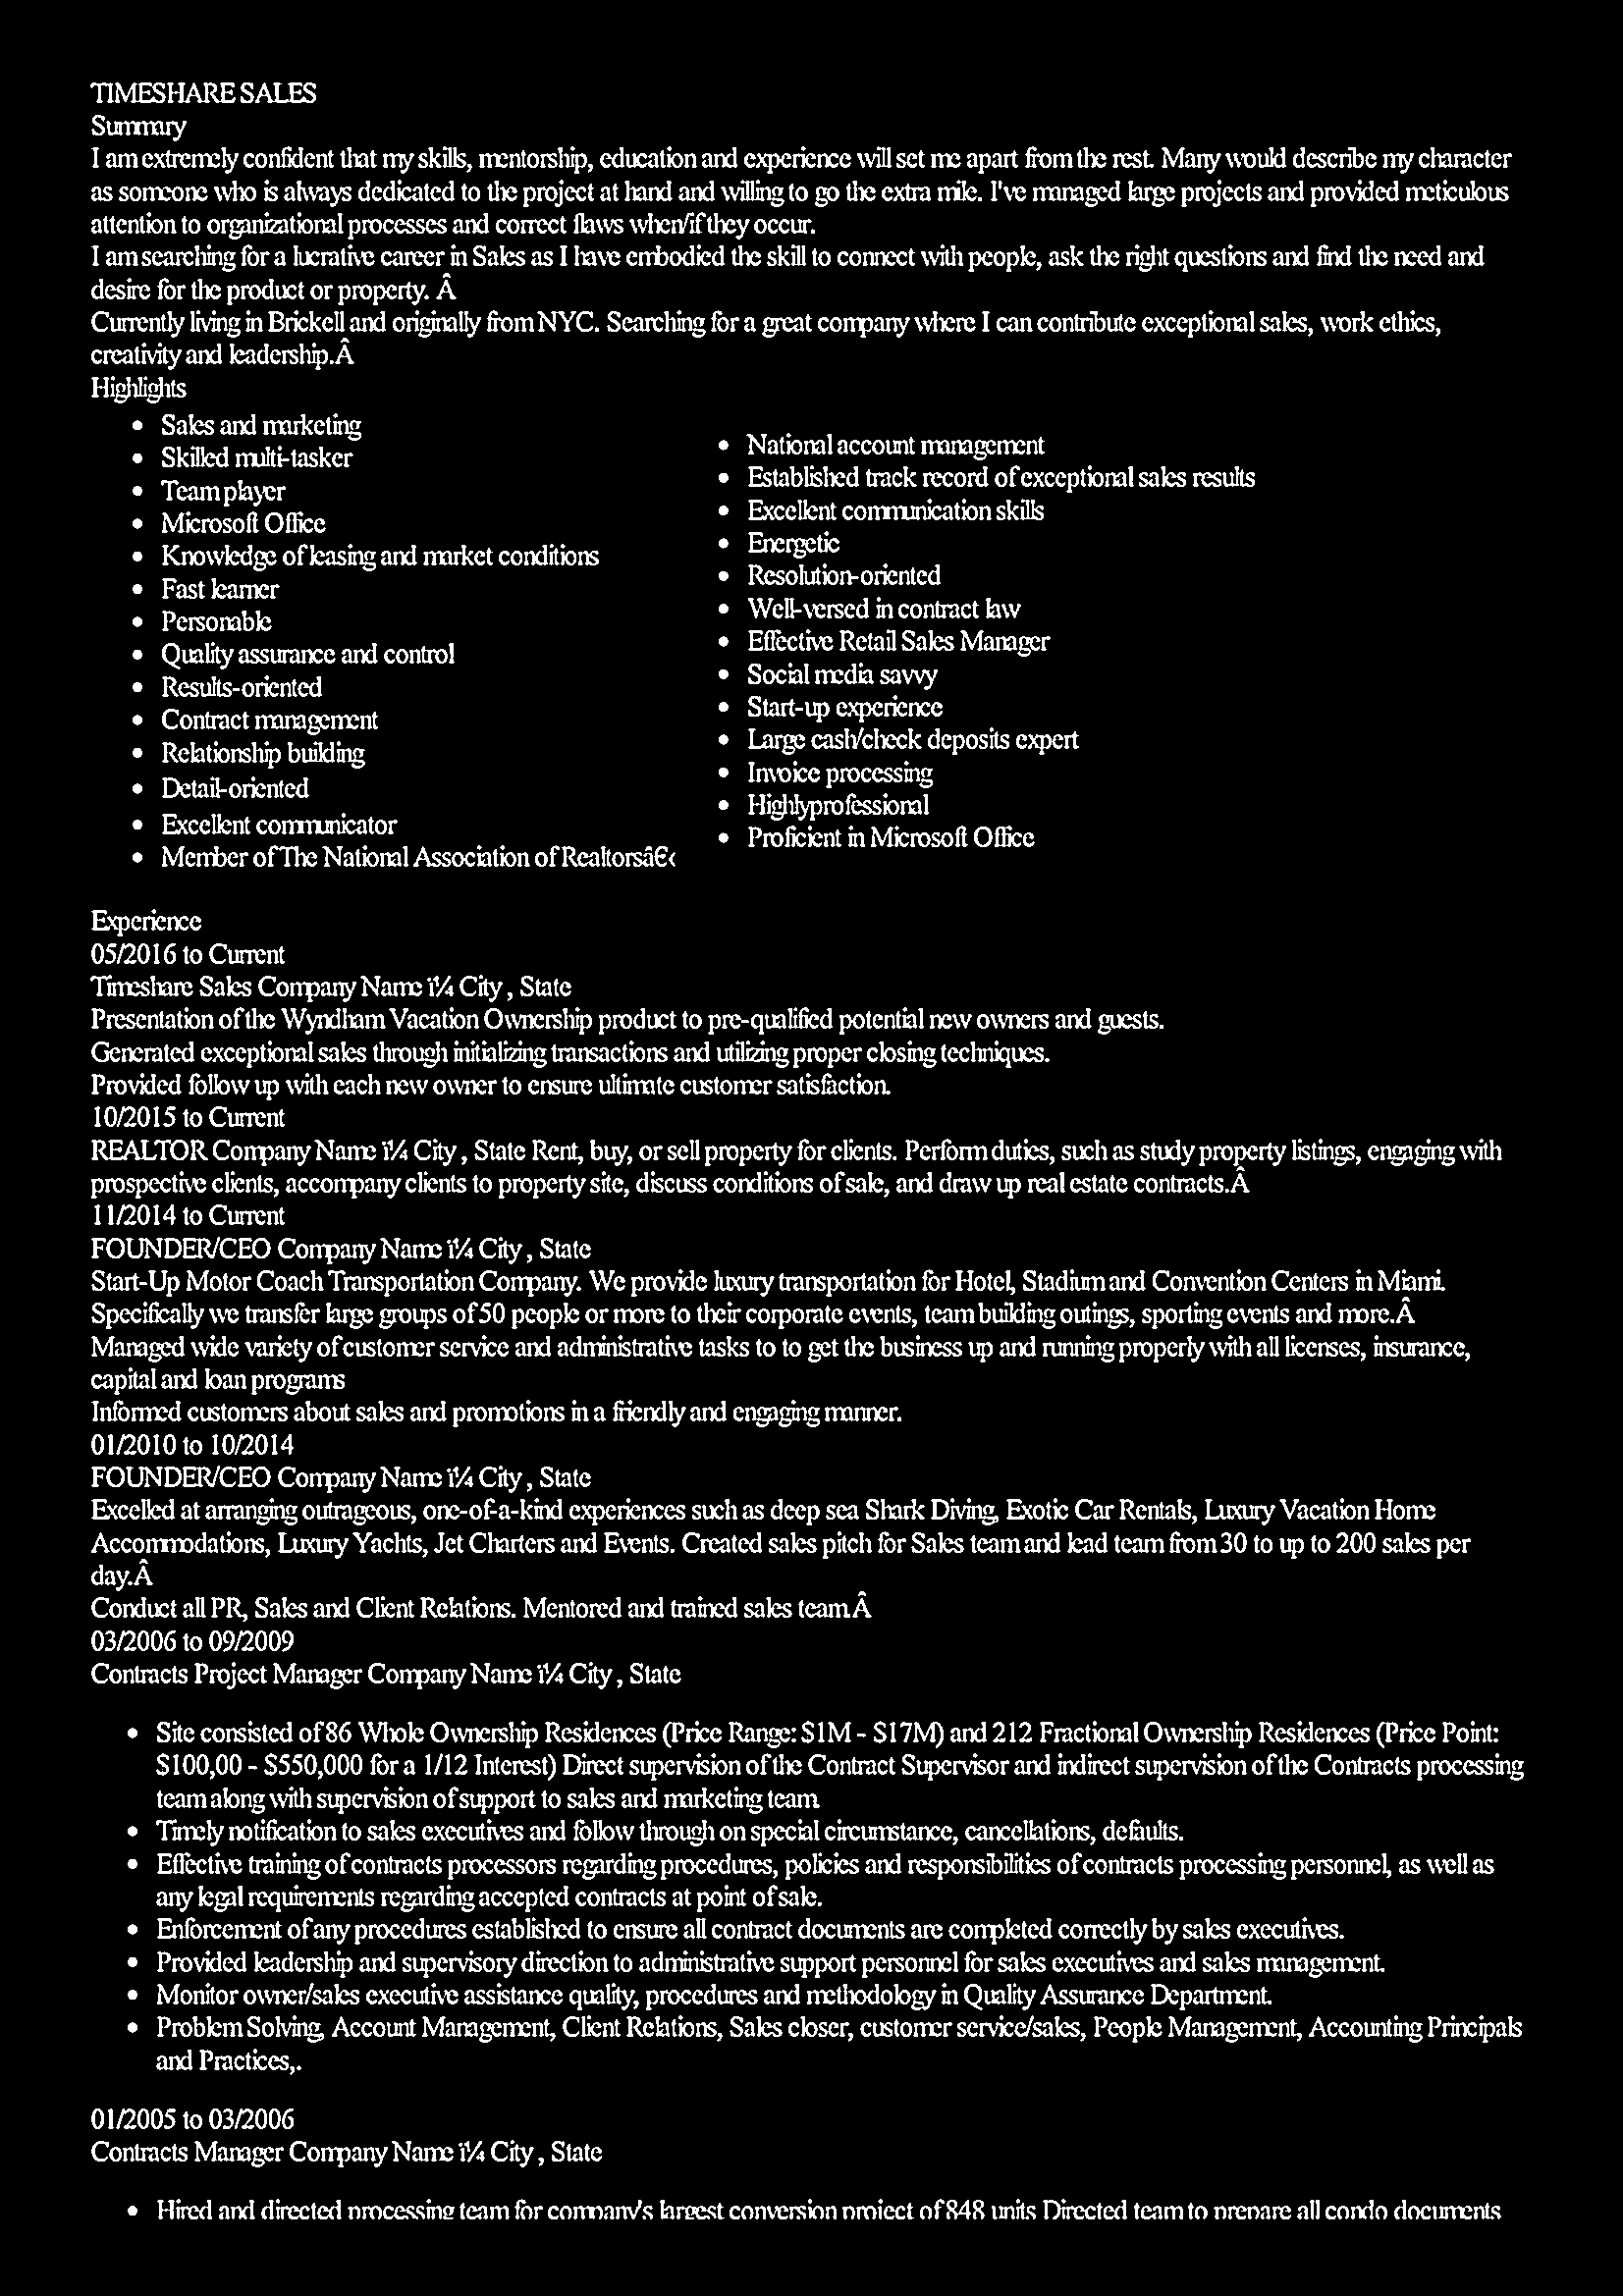 TIMESHARE SALES
Summary
I am extremely confident that my skills, mentorship, education and experience will set me apart from the rest. Many would describe my character
as someone who is always dedicated to the project at hand and willing to go the extra mile. I've managed large projects and provided meticulous
attention to organizational processes and correct flaws when/if they occur.
I am searching for a lucrative career in Sales as I have embodied the skill to connect with people, ask the right questions and find the need and
desire for the product or property. Â
Currently living in Brickell and originally from NYC. Searching for a great company where I can contribute exceptional sales, work ethics,
creativity and leadership.Â
Highlights
• Sales and marketing
• Skilled multi-tasker
• Team player
• Microsoft Office
• Knowledge of leasing and market conditions
• Fast learner
• Personable
• Quality assurance and control
• Results-oriented
• Contract management
• Relationship building
• Detail-oriented
• Excellent communicator
• Member of The National Association of Realtorsâ€‹
• National account management
• Established track record of exceptional sales results
• Excellent communication skills
• Energetic
• Resolution-oriented
• Well-versed in contract law
• Effective Retail Sales Manager
• Social media savvy
• Start-up experience
• Large cash/check deposits expert
• Invoice processing
• Highlyprofessional
• Proficient in Microsoft Office
Experience
05/2016 to Current
Timeshare Sales Company Name ï¼ City , State
Presentation of the Wyndham Vacation Ownership product to pre-qualified potential new owners and guests.
Generated exceptional sales through initializing transactions and utilizing proper closing techniques.
Provided follow up with each new owner to ensure ultimate customer satisfaction.
10/2015 to Current
REALTOR Company Name ï¼ City , State Rent, buy, or sell property for clients. Perform duties, such as study property listings, engaging with
prospective clients, accompany clients to property site, discuss conditions of sale, and draw up real estate contracts.Â
11/2014 to Current
FOUNDER/CEO Company Name ï¼ City , State
Start-Up Motor Coach Transportation Company. We provide luxury transportation for Hotel, Stadium and Convention Centers in Miami.
Specifically we transfer large groups of 50 people or more to their corporate events, team building outings, sporting events and more.Â
Managed wide variety of customer service and administrative tasks to to get the business up and running properly with all licenses, insurance,
capital and loan programs
Informed customers about sales and promotions in a friendly and engaging manner.
01/2010 to 10/2014
FOUNDER/CEO Company Name ï¼ City , State
Excelled at arranging outrageous, one-of-a-kind experiences such as deep sea Shark Diving, Exotic Car Rentals, Luxury Vacation Home
Accommodations, Luxury Yachts, Jet Charters and Events. Created sales pitch for Sales team and lead team from 30 to up to 200 sales per
day.Â
Conduct all PR, Sales and Client Relations. Mentored and trained sales team.Â
03/2006 to 09/2009
Contracts Project Manager Company Name ï¼ City , State
• Site consisted of 86 Whole Ownership Residences (Price Range: $1M - $17M) and 212 Fractional Ownership Residences (Price Point:
$100,00 - $550,000 for a 1/12 Interest) Direct supervision of the Contract Supervisor and indirect supervision of the Contracts processing
team along with supervision of support to sales and marketing team.
• Timely notification to sales executives and follow through on special circumstance, cancellations, defaults.
• Effective training of contracts processors regarding procedures, policies and responsibilities of contracts processing personnel, as well as
any legal requirements regarding accepted contracts at point of sale.
• Enforcement of any procedures established to ensure all contract documents are completed correctly by sales executives.
• Provided leadership and supervisory direction to administrative support personnel for sales executives and sales management.
• Monitor owner/sales executive assistance quality, procedures and methodology in Quality Assurance Department.
• Problem Solving, Account Management, Client Relations, Sales closer, customer service/sales, People Management, Accounting Principals
and Practices,.
01/2005 to 03/2006
Contracts Manager Company Name ï¼ City , State
• Hired and directed processing team for company's largest conversion project of 848 units Directed team to prepare all condo documents